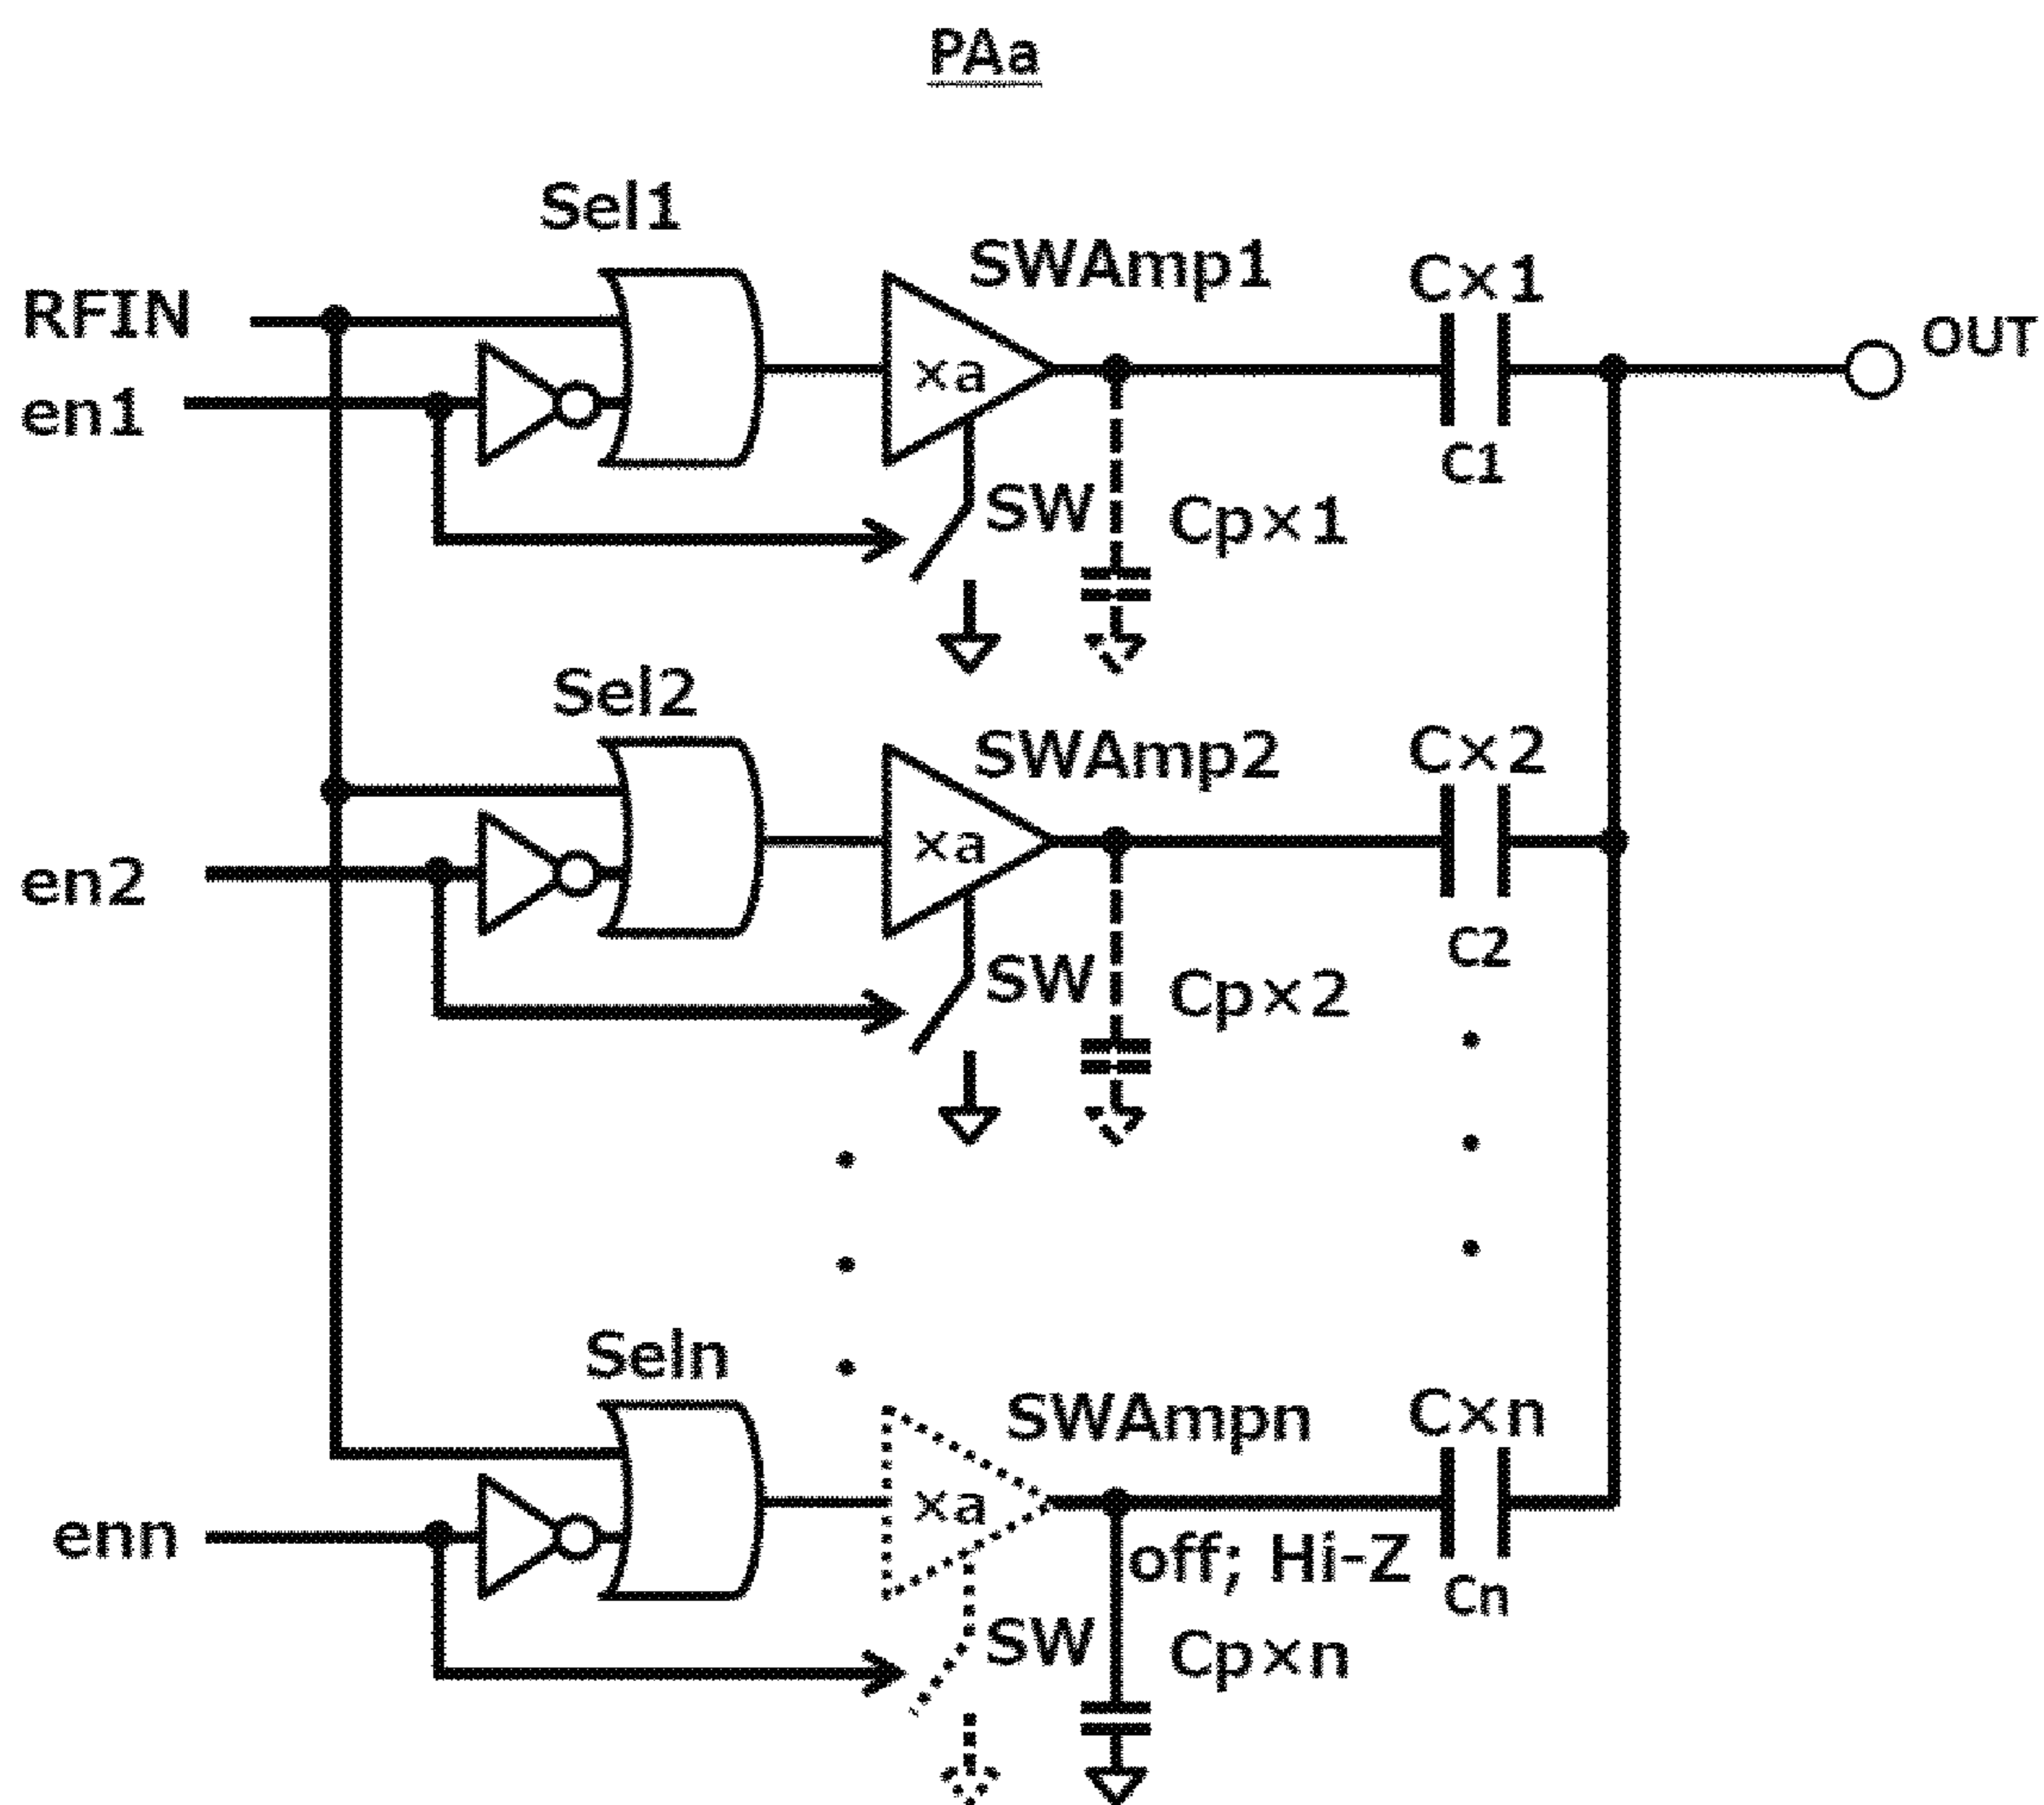 PAa
Sel1
SWAmp1
C×1
RFIN
OUT
en1
×a
C1
SW
Cp×1
Sel2
SWAmp2
C×2
×a
en2
C2
SW
Cp×2
Seln
SWAmpn
C×n
×a
enn
off; Hi-Z
Cn
SW
Cp×n